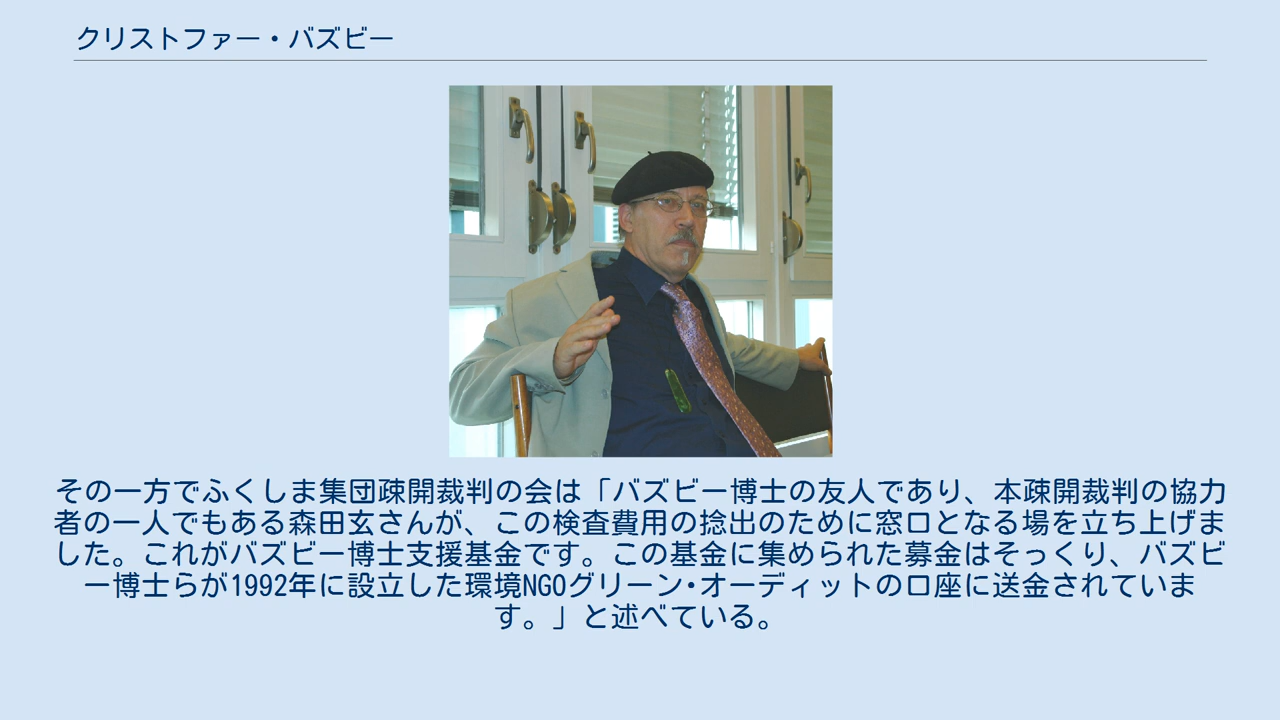 クリストファー・バズビー
その一方でふくしま集団疎開裁判の会は「バズビー博士の友人であり、本疎開裁判の協力
者の一人でもある森田玄さんが、この検査費用の捻出のために窓口となる場を立ち上げま
した。これがバズビー博士支援基金です。この基金に集められた募金はそっくり、バズビ
ー博士らが1992年に設立した環境NGOグリーン･オーディットの口座に送金されていま
す。」と述べている。